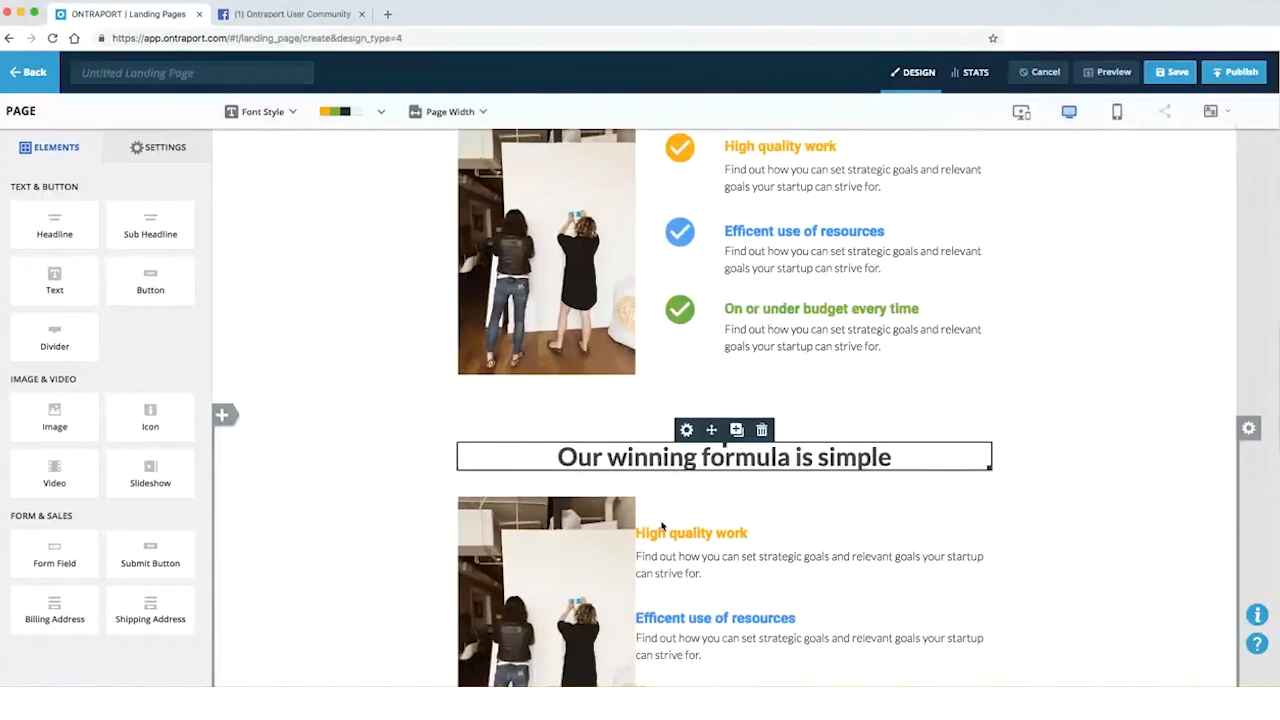 ONTRAPORT | Landing Pages
(1) Ontraport User Community
https://app.ontraport.com/#!/landing_page/create&design_type=4
Back
Untitled Landing Page
DESIGN
STATS
Cancel
Preview
Save
Publish
PAGE
Font Style
Page Width
ELEMENTS
SETTINGS
TEXT & BUTTON
Headline
Sub Headline
Text
Button
Divider
IMAGE & VIDEO
Image
Icon
Video
Slideshow
FORM & SALES
Form Field
Submit Button
Billing Address
Shipping Address
High quality work
Find out how you can set strategic goals and relevant
goals your startup can strive for.
Efficent use of resources
Find out how you can set strategic goals and relevant
goals your startup can strive for.
On or under budget every time
Find out how you can set strategic goals and relevant
goals your startup can strive for.
Our winning formula is simple
High quality work
Find out how you can set strategic goals and relevant goals your startup
can strive for.
Efficent use of resources
Find out how you can set strategic goals and relevant goals your startup
can strive for.